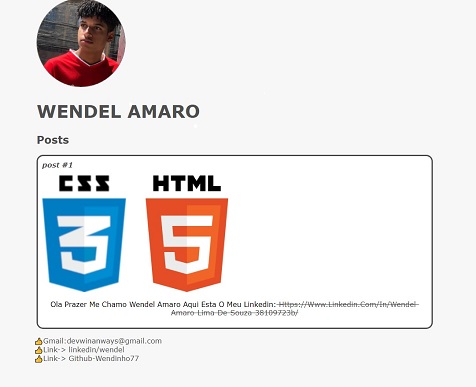 WENDEL AMARO
Posts
post #1
CSS HTML
3 5
Ola Prazer Me Chamo Wendel Amaro Aqui Esta O Meu Linkedin: Https://Www.Linkedin.Com/In/Wendel-
Amaro-Lima-De-Souza-38109723b/
👍Gmail:devwinanways@gmail.com
👍Link-> linkedin/wendel
👍Link-> Github-Wendinho77